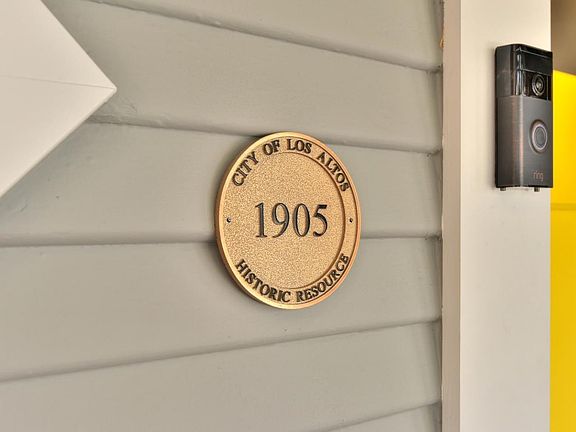 CITY OF LOS ALTOS
1905
HISTORIC RESOURCE
ring